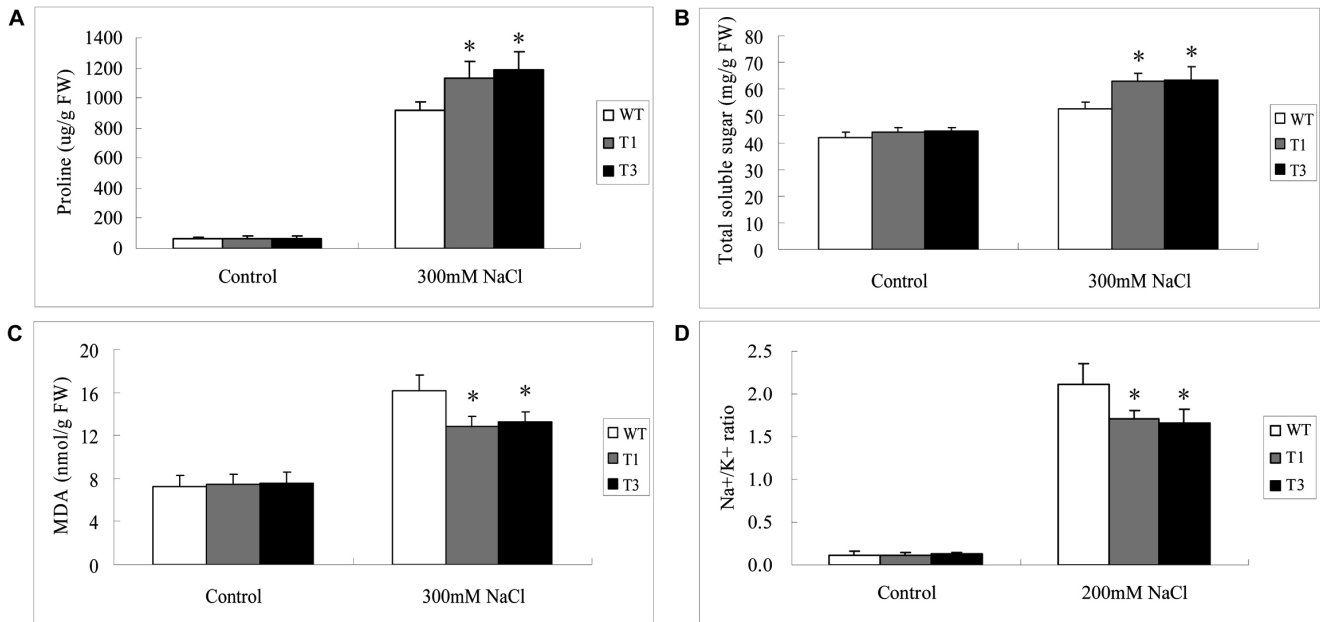 A
Proline (ug/g FW)
1400
1200
1000
800
600
400
200
0
* *
Control
300mM NaCl
WT
T1
T3
B
Total soluble sugar (mg/g FW)
80
70
60
50
40
30
20
10
0
* *
Control
300mM NaCl
WT
T1
T3
C
MDA (nmol/g FW)
20
16
12
8
4
0
* *
Control
300mM NaCl
WT
T1
T3
D
Na+/K+ ratio
2.5
2.0
1.5
1.0
0.5
0.0
* *
Control
200mM NaCl
WT
T1
T3